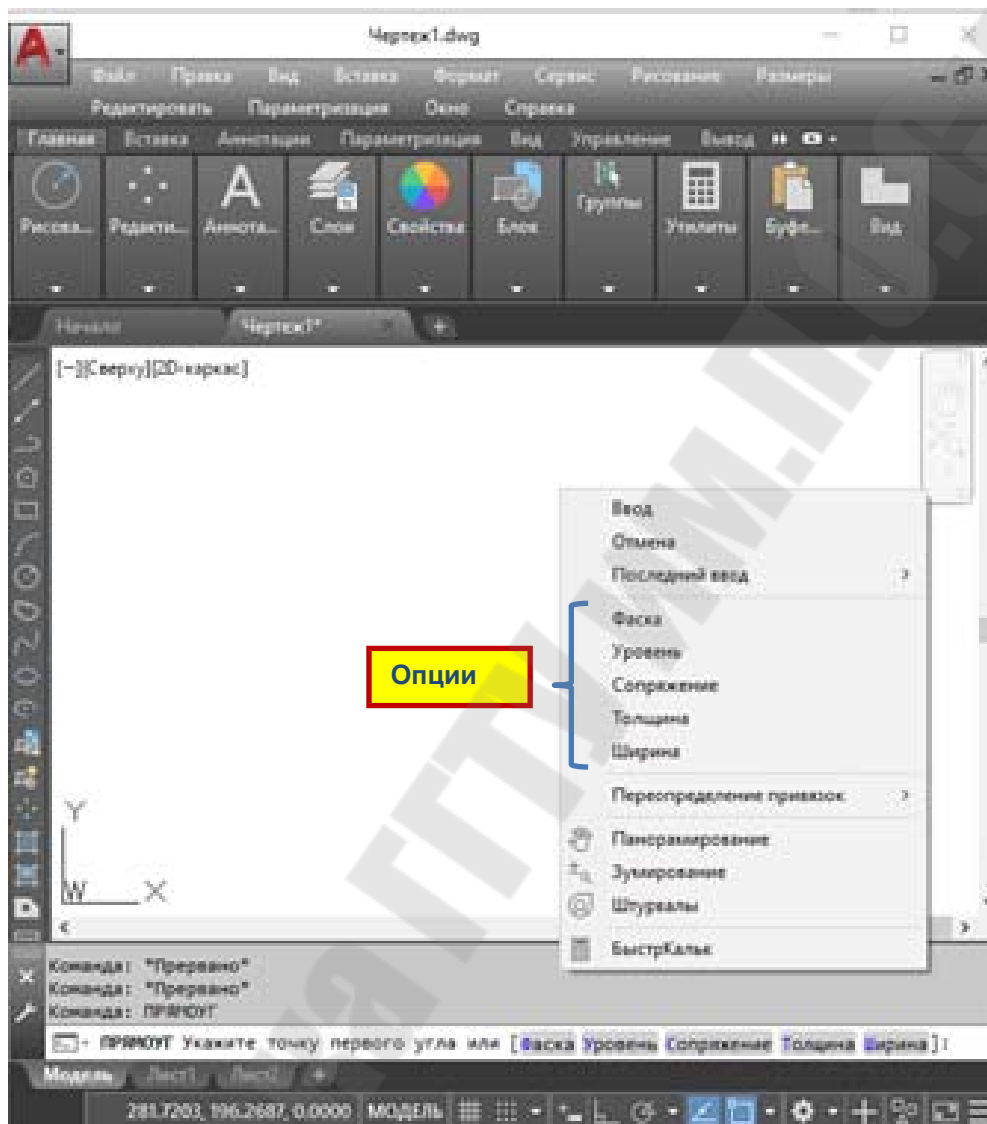 Чертеж1.dwg
Файл Правка Вид Вставка Формат Сервис Рисование Размеры
Редактировать Параметризация Окно Справка
Главная Вставка Аннотации Параметризация Вид Управление Вывод
Рисова... Редакти... Аннота... Слои Свойства Блок Группы Утилиты Буфе... Вид
Начало Чертеж1*
[−][Сверху][2D-каркас]
Ввод
Отмена
Последний ввод
Фаска
Уровень
Опции
Сопряжение
Толщина
Ширина
Переопределение привязок
Панорамирование
Зумирование
Штурвалы
БыстрКальк
Y
W X
Команда: *Прервано*
Команда: *Прервано*
Команда: ПРЯМОУГ
ПРЯМОУГ Укажите точку первого угла или [Фаска Уровень Сопряжение Толщина Ширина]:
Модель Лист1 Лист2
281.7203, 196.2687, 0.0000 МОДЕЛЬ